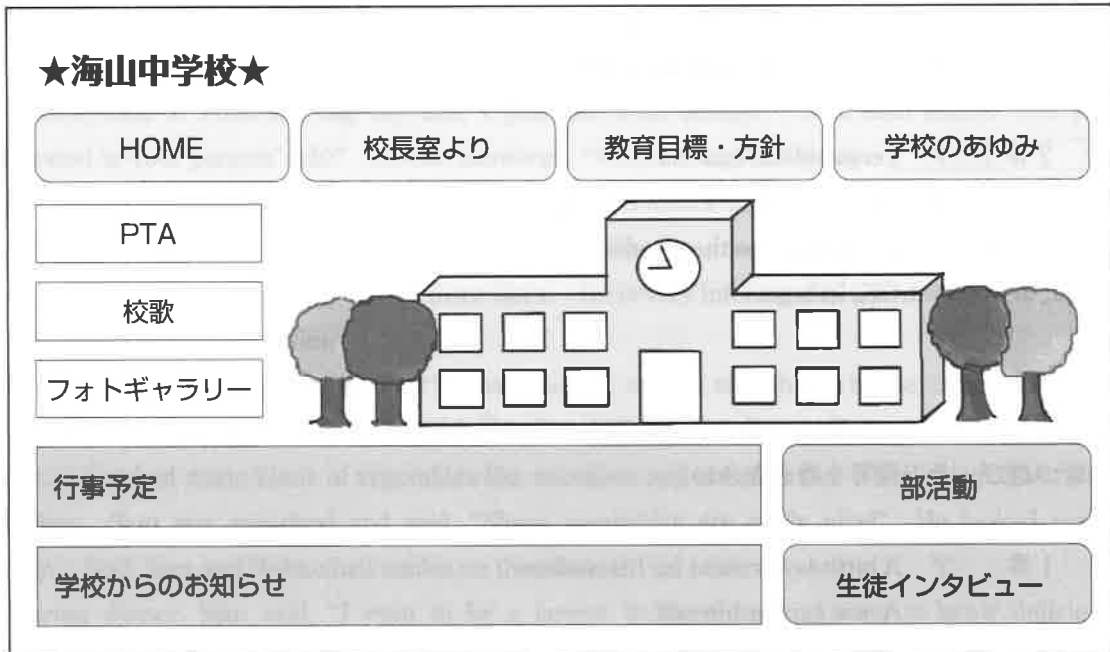 ★海山中学校★
HOME
校長室より
教育目標・方針
学校のあゆみ
PTA
校歌
フォトギャラリー
行事予定
部活動
学校からのお知らせ
生徒インタビュー